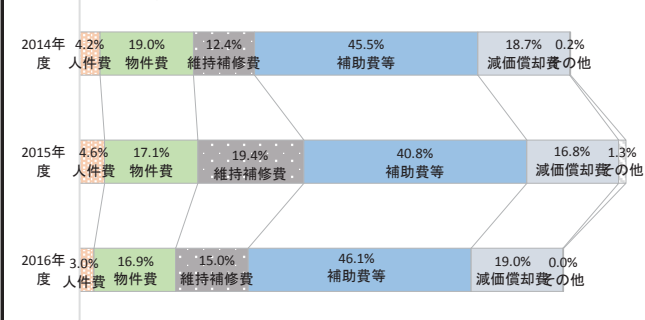 2014年度
4.2% 19.0% 12.4% 45.5% 18.7% 0.2%
人件費 物件費 維持補修費 補助費等 減価償却費 その他
2015年度
4.6% 17.1% 19.4% 40.8% 16.8% 1.3%
人件費 物件費 維持補修費 補助費等 減価償却費 その他
2016年度
3.0% 16.9% 15.0% 46.1% 19.0% 0.0%
人件費 物件費 維持補修費 補助費等 減価償却費 その他